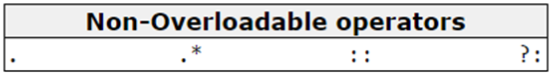 Non-Overloadable operators
. .* :: ?: